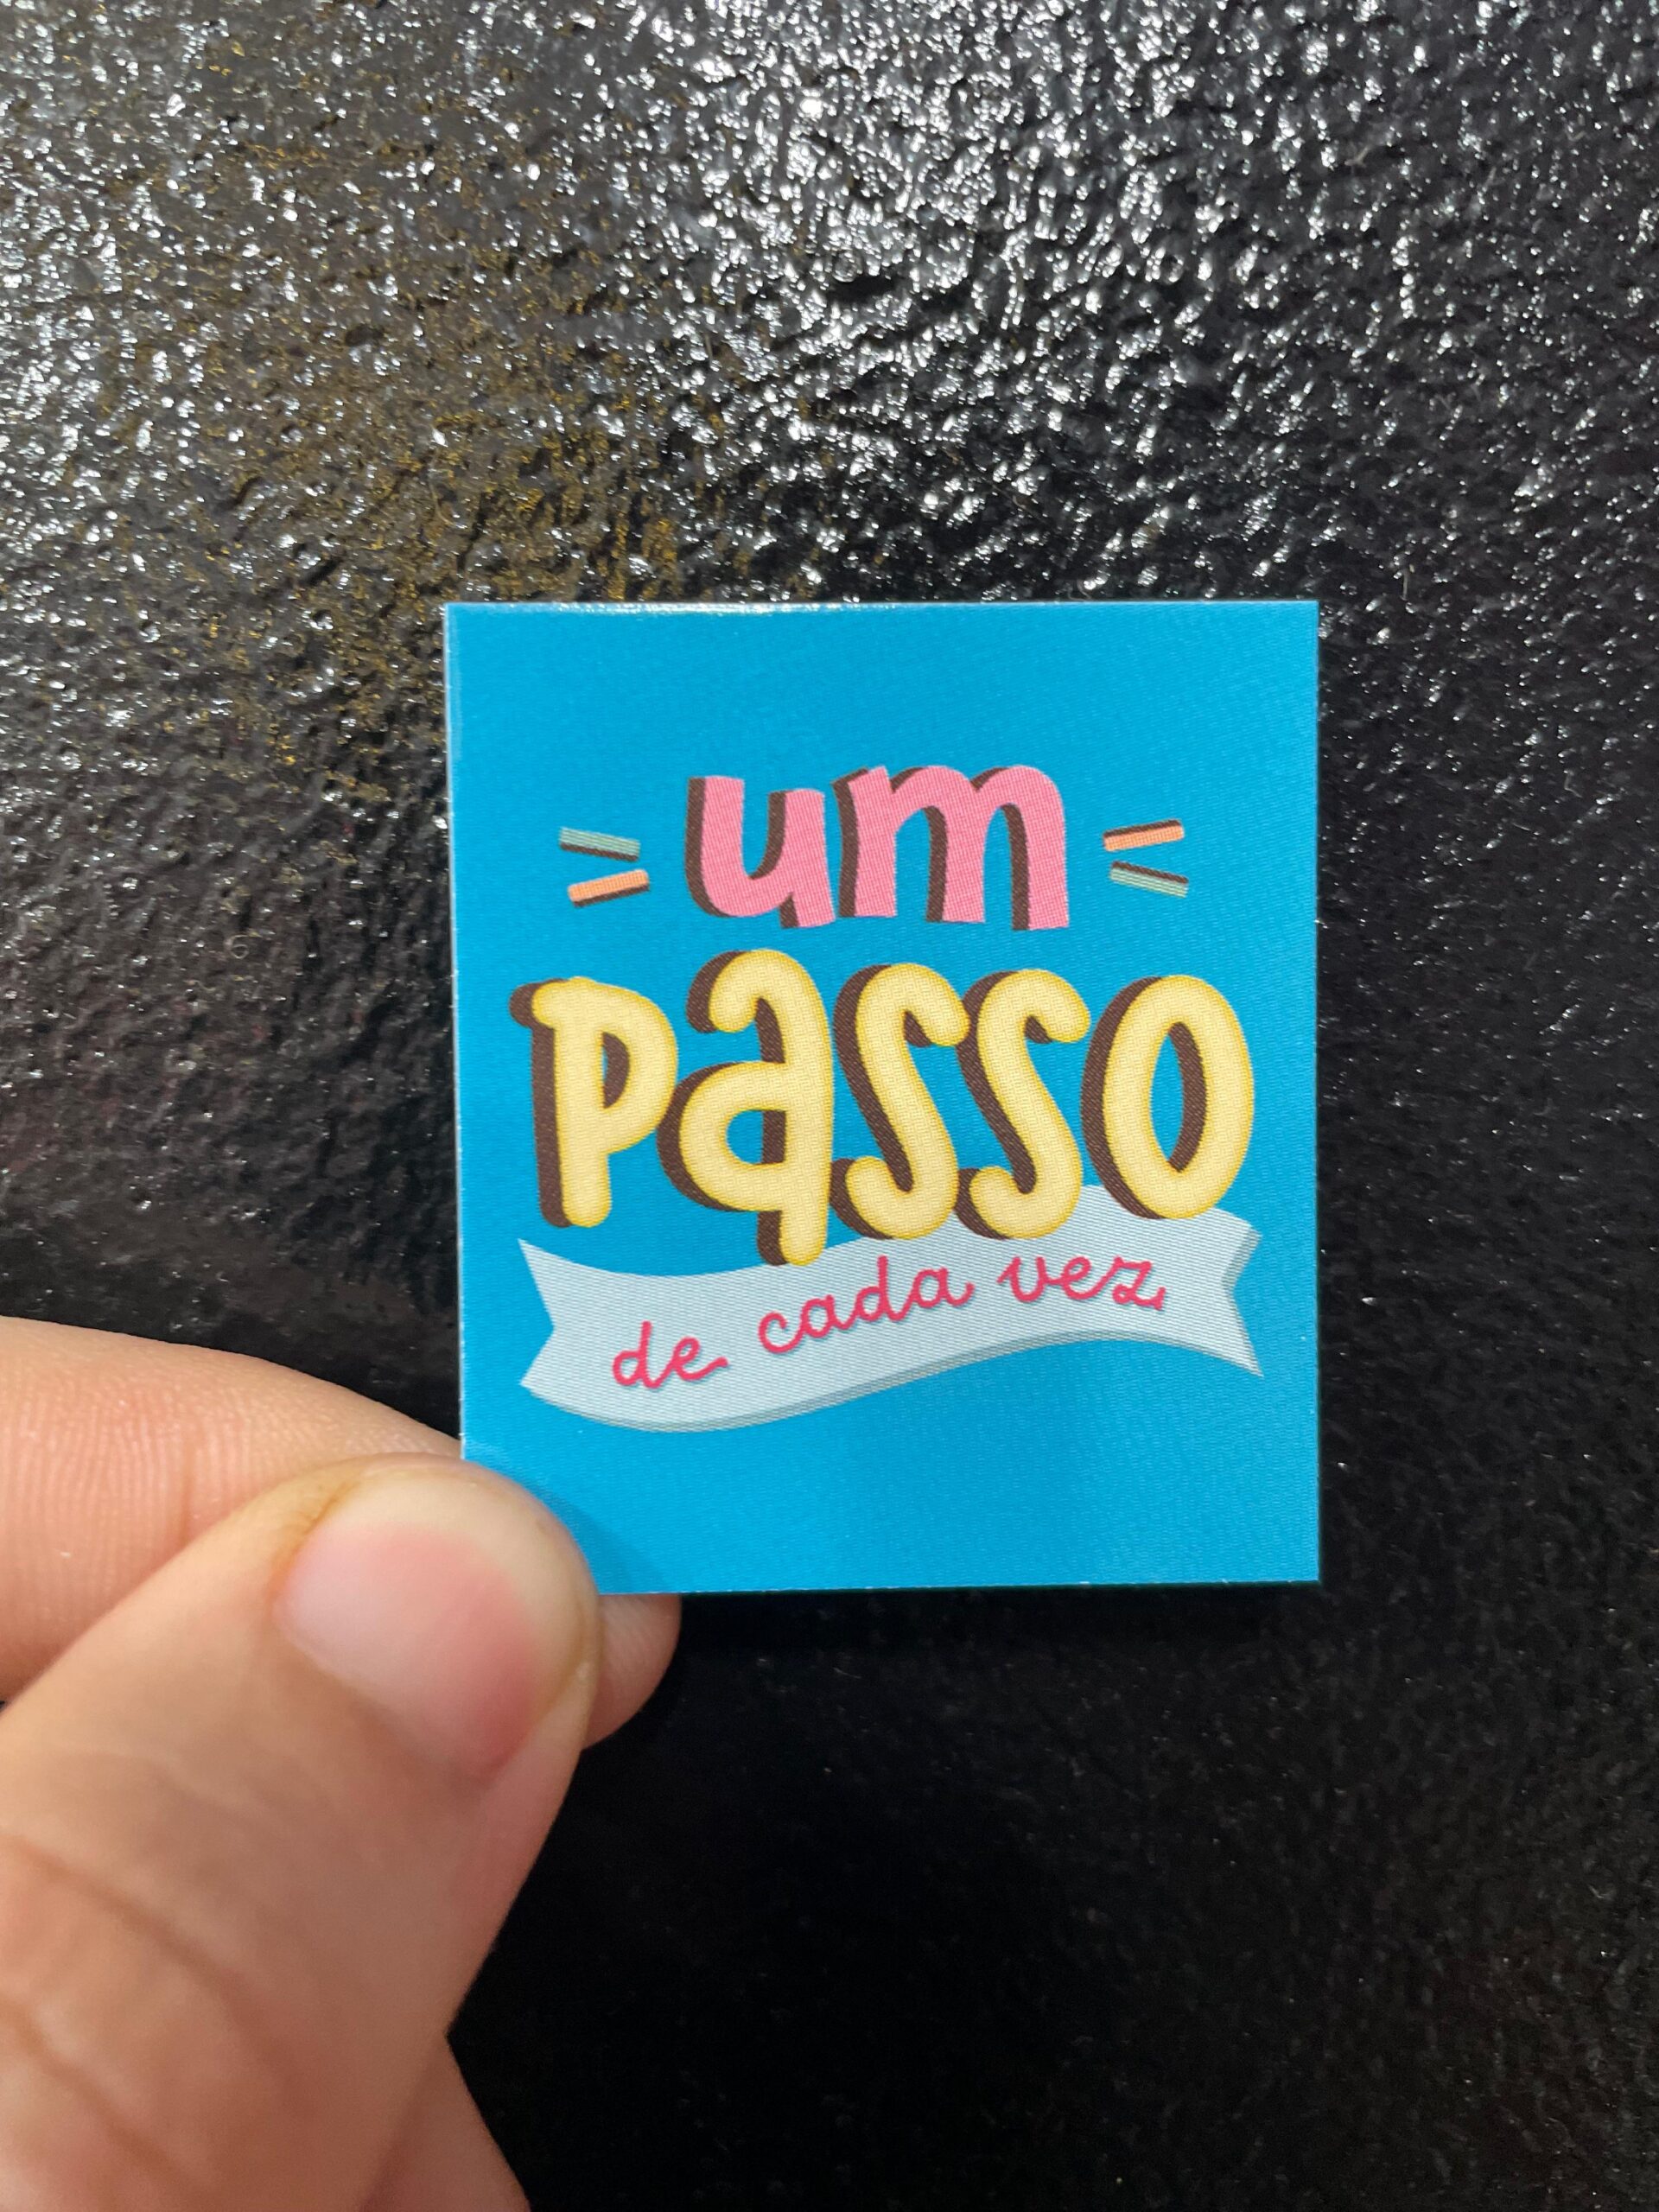 um
passo
de cada vez